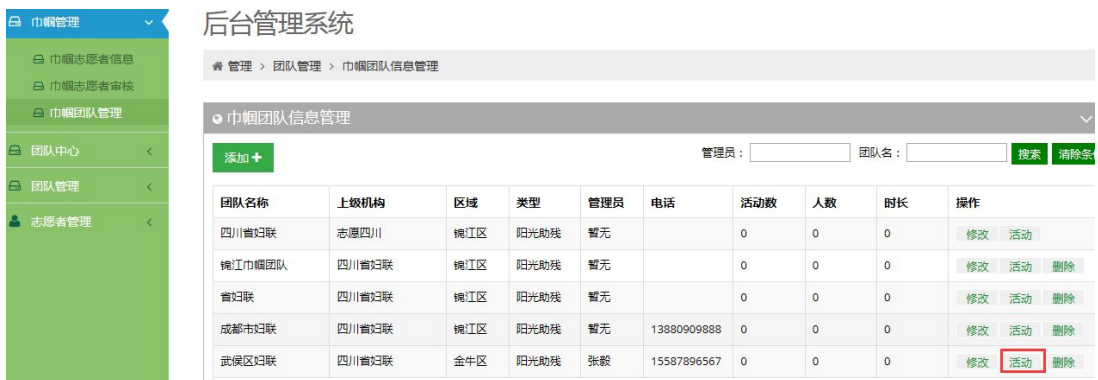 巾帼管理
巾帼志愿者信息
巾帼志愿者审核
巾帼团队管理
团队中心
团队管理
志愿者管理
后台管理系统
管理 > 团队管理 > 巾帼团队信息管理
巾帼团队信息管理
添加 管理员： 团队名： 搜索 清除条件
团队名称 上级机构 区域 类型 管理员 电话 活动数 人数 时长 操作
四川省妇联 志愿四川 锦江区 阳光助残 暂无 0 0 0 修改 活动
锦江巾帼团队 四川省妇联 锦江区 阳光助残 暂无 0 0 0 修改 活动 删除
省妇联 四川省妇联 锦江区 阳光助残 暂无 0 0 0 修改 活动 删除
成都市妇联 四川省妇联 锦江区 阳光助残 暂无 13880909888 0 0 0 修改 活动 删除
武侯区妇联 四川省妇联 金牛区 阳光助残 张毅 15587896567 0 0 0 修改 活动 删除